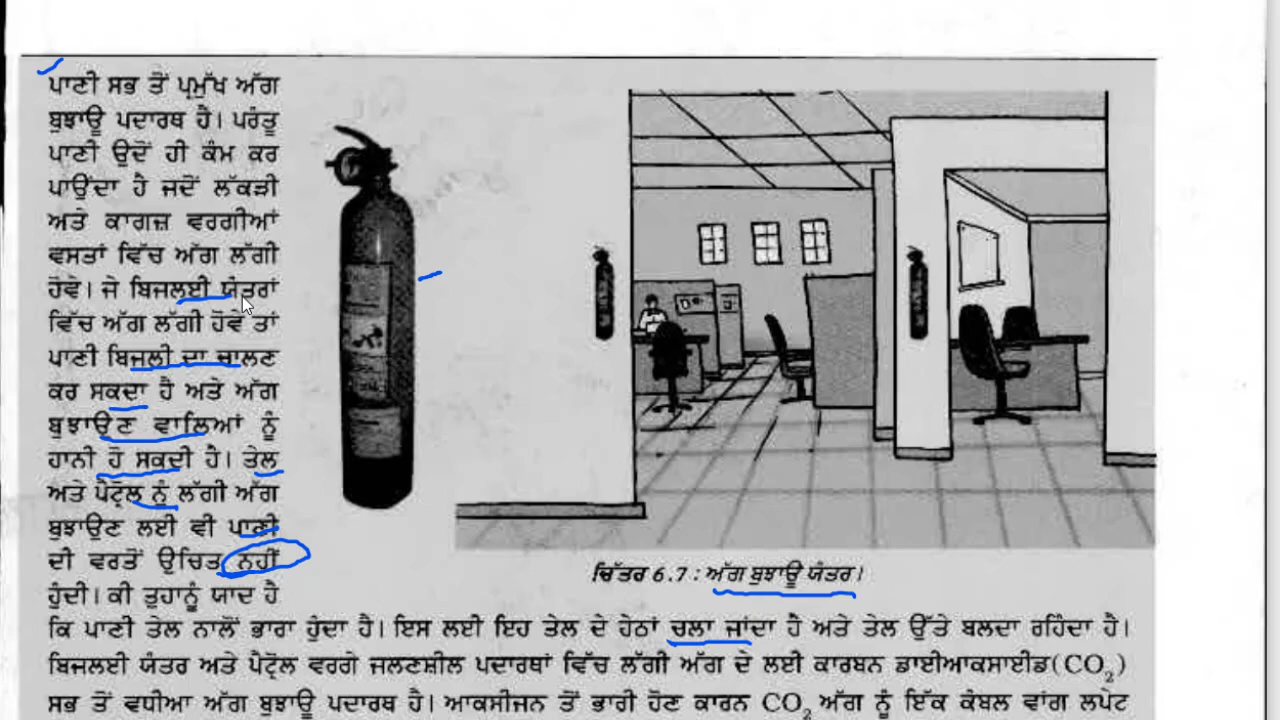 ਪਾਣੀ ਸਭ ਤੋਂ ਪ੍ਰਮੁੱਖ ਅੱਗ
ਬੁਝਾਊ ਪਦਾਰਥ ਹੈ। ਪਰੰਤੂ
ਪਾਣੀ ਉਦੋਂ ਹੀ ਕੰਮ ਕਰ
ਪਾਉਂਦਾ ਹੈ ਜਦੋਂ ਲੱਕੜੀ
ਅਤੇ ਕਾਗਜ਼ ਵਰਗੀਆਂ
ਵਸਤਾਂ ਵਿੱਚ ਅੱਗ ਲੱਗੀ
ਹੋਵੇ। ਜੇ ਬਿਜਲਈ ਯੰਤਰਾਂ
ਵਿੱਚ ਅੱਗ ਲੱਗੀ ਹੋਵੇ ਤਾਂ
ਪਾਣੀ ਬਿਜਲੀ ਦਾ ਚਾਲਣ
ਕਰ ਸਕਦਾ ਹੈ ਅਤੇ ਅੱਗ
ਬੁਝਾਉਣ ਵਾਲਿਆਂ ਨੂੰ
ਹਾਨੀ ਹੋ ਸਕਦੀ ਹੈ। ਤੇਲ
ਅਤੇ ਪੈਟ੍ਰੋਲ ਨੂੰ ਲੱਗੀ ਅੱਗ
ਬੁਝਾਉਣ ਲਈ ਵੀ ਪਾਣੀ
ਦੀ ਵਰਤੋਂ ਉਚਿਤ ਨਹੀਂ
ਹੁੰਦੀ। ਕੀ ਤੁਹਾਨੂੰ ਯਾਦ ਹੈ
ਚਿੱਤਰ 6.7 : ਅੱਗ ਬੁਝਾਊ ਯੰਤਰ।
ਕਿ ਪਾਣੀ ਤੇਲ ਨਾਲੋਂ ਭਾਰਾ ਹੁੰਦਾ ਹੈ। ਇਸ ਲਈ ਇਹ ਤੇਲ ਦੇ ਹੇਠਾਂ ਚਲਾ ਜਾਂਦਾ ਹੈ ਅਤੇ ਤੇਲ ਉੱਤੇ ਬਲਦਾ ਰਹਿੰਦਾ ਹੈ।
ਬਿਜਲਈ ਯੰਤਰ ਅਤੇ ਪੈਟ੍ਰੋਲ ਵਰਗੇ ਜਲਣਸ਼ੀਲ ਪਦਾਰਥਾਂ ਵਿੱਚ ਲੱਗੀ ਅੱਗ ਦੇ ਲਈ ਕਾਰਬਨ ਡਾਈਆਕਸਾਈਡ(CO₂)
ਸਭ ਤੋਂ ਵਧੀਆ ਅੱਗ ਬੁਝਾਊ ਪਦਾਰਥ ਹੈ। ਆਕਸੀਜਨ ਤੋਂ ਭਾਰੀ ਹੋਣ ਕਾਰਨ CO₂ ਅੱਗ ਨੂੰ ਇੱਕ ਕੰਬਲ ਵਾਂਗ ਲਪੇਟ